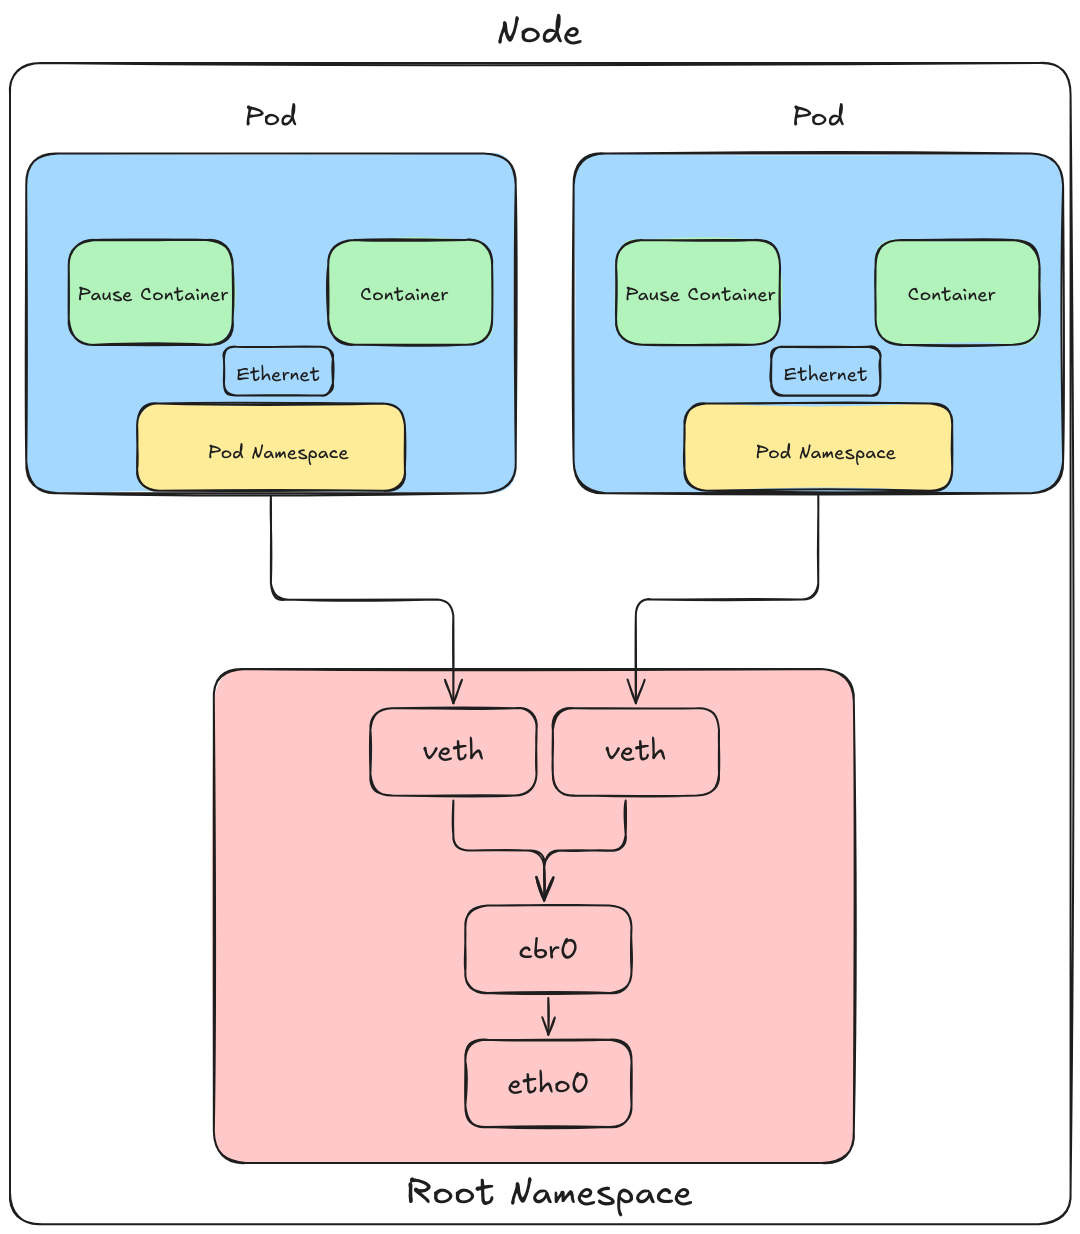 Node
Pod
Pod
Pause Container
Container
Pause Container
Container
Ethernet
Ethernet
Pod Namespace
Pod Namespace
veth
veth
cbr0
etho0
Root Namespace